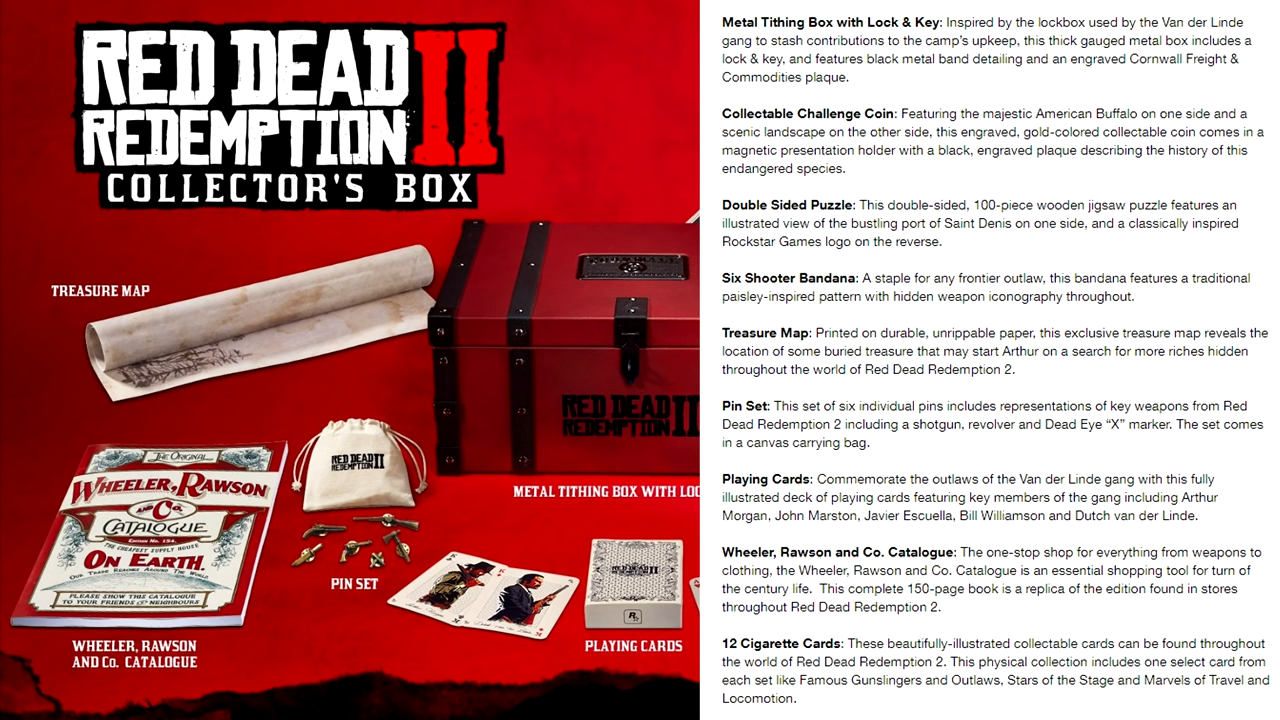 RED DEAD
REDEMPTION II
COLLECTOR'S BOX
TREASURE MAP
RED DEAD
REDEMPTION II
METAL TITHING BOX WITH LOC
THE ORIGINAL
WHEELER, RAWSON
AND Co.
CATALOGUE
EDITION No. 154.
THE CHEAPEST SUPPLY HOUSE
ON EARTH.
OUR TRADE REACHES AROUND THE WORLD
PLEASE SHOW THIS CATALOGUE
TO YOUR FRIENDS & NEIGHBOURS
WHEELER, RAWSON
AND Co. CATALOGUE
RED DEAD
REDEMPTION II
PIN SET
K
K
RED DEAD
REDEMPTION II
R
PLAYING CARDS
Metal Tithing Box with Lock & Key: Inspired by the lockbox used by the Van der Linde
gang to stash contributions to the camp's upkeep, this thick gauged metal box includes a
lock & key, and features black metal band detailing and an engraved Cornwall Freight &
Commodities plaque.
Collectable Challenge Coin: Featuring the majestic American Buffalo on one side and a
scenic landscape on the other side, this engraved, gold-colored collectable coin comes in a
magnetic presentation holder with a black, engraved plaque describing the history of this
endangered species.
Double Sided Puzzle: This double-sided, 100-piece wooden jigsaw puzzle features an
illustrated view of the bustling port of Saint Denis on one side, and a classically inspired
Rockstar Games logo on the reverse.
Six Shooter Bandana: A staple for any frontier outlaw, this bandana features a traditional
paisley-inspired pattern with hidden weapon iconography throughout.
Treasure Map: Printed on durable, unrippable paper, this exclusive treasure map reveals the
location of some buried treasure that may start Arthur on a search for more riches hidden
throughout the world of Red Dead Redemption 2.
Pin Set: This set of six individual pins includes representations of key weapons from Red
Dead Redemption 2 including a shotgun, revolver and Dead Eye “X” marker. The set comes
in a canvas carrying bag.
Playing Cards: Commemorate the outlaws of the Van der Linde gang with this fully
illustrated deck of playing cards featuring key members of the gang including Arthur
Morgan, John Marston, Javier Escuella, Bill Williamson and Dutch van der Linde.
Wheeler, Rawson and Co. Catalogue: The one-stop shop for everything from weapons to
clothing, the Wheeler, Rawson and Co. Catalogue is an essential shopping tool for turn of
the century life. This complete 150-page book is a replica of the edition found in stores
throughout Red Dead Redemption 2.
12 Cigarette Cards: These beautifully-illustrated collectable cards can be found throughout
the world of Red Dead Redemption 2. This physical collection includes one select card from
each set like Famous Gunslingers and Outlaws, Stars of the Stage and Marvels of Travel and
Locomotion.